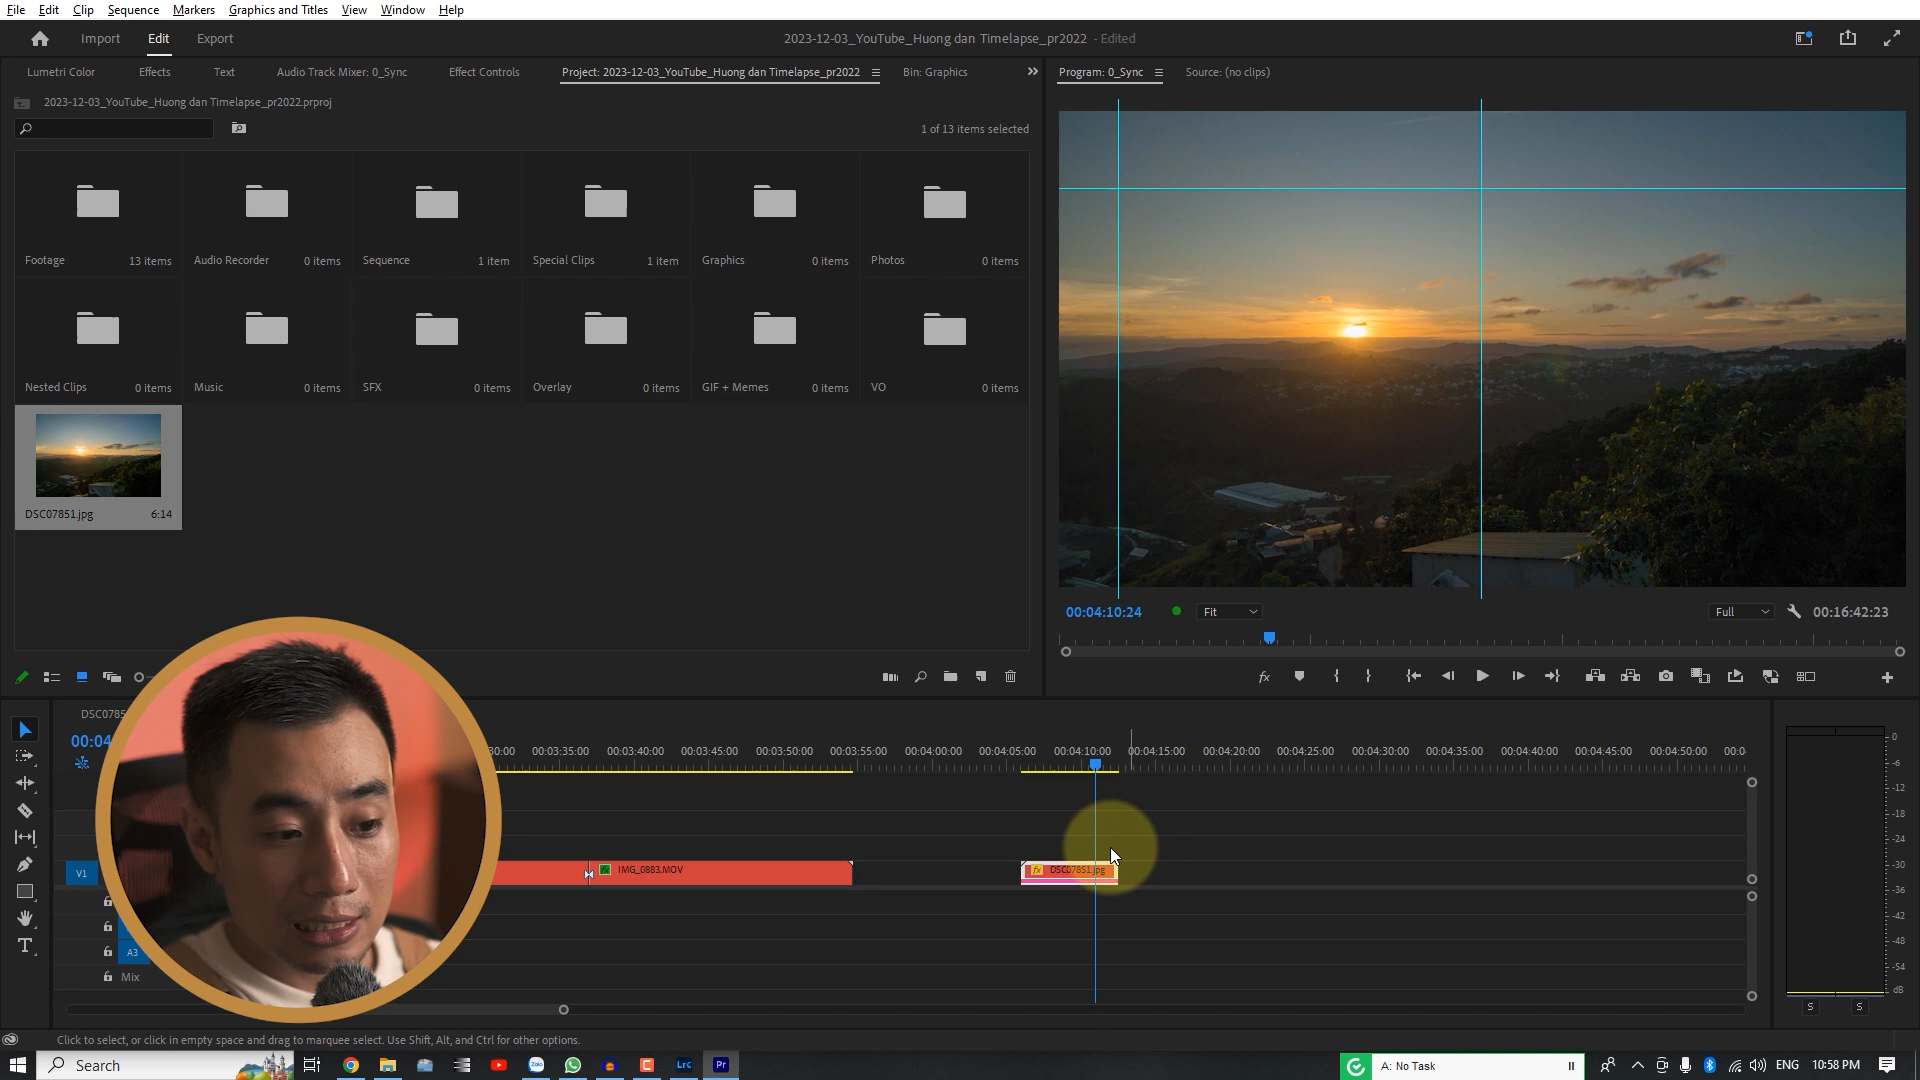 File Edit Clip Sequence Markers Graphics and Titles View Window Help
Import Edit Export 2023-12-03_YouTube_Huong dan Timelapse_pr2022 - Edited
Lumetri Color Effects Text Audio Track Mixer: 0_Sync Effect Controls Project: 2023-12-03_YouTube_Huong dan Timelapse_pr2022 Bin: Graphics
Program: 0_Sync Source: (no clips)
2023-12-03_YouTube_Huong dan Timelapse_pr2022.prproj
1 of 13 items selected
Footage 13 items Audio Recorder 0 items Sequence 1 item Special Clips 1 item Graphics 0 items Photos 0 items
Nested Clips 0 items Music 0 items SFX 0 items Overlay 0 items GIF + Memes 0 items VO 0 items
DSC07851.jpg 6:14
00:04:10:24 Fit Full 00:16:42:23
fx
DSC0785
00:04
00:03:35:00 00:03:40:00 00:03:45:00 00:03:50:00 00:03:55:00 00:04:00:00 00:04:05:00 00:04:10:00 00:04:15:00 00:04:20:00 00:04:25:00 00:04:30:00 00:04:35:00 00:04:40:00 00:04:45:00 00:04:50:00
V1 fx IMG_0883.MOV fx DSC07851.jpg
A3
Mix
0
-6
-12
-18
-24
-30
-36
-42
-48
-54
dB
S S
Click to select, or click in empty space and drag to marquee select. Use Shift, Alt, and Ctrl for other options.
Search Zalo Lrc Pr A: No Task ENG 10:58 PM